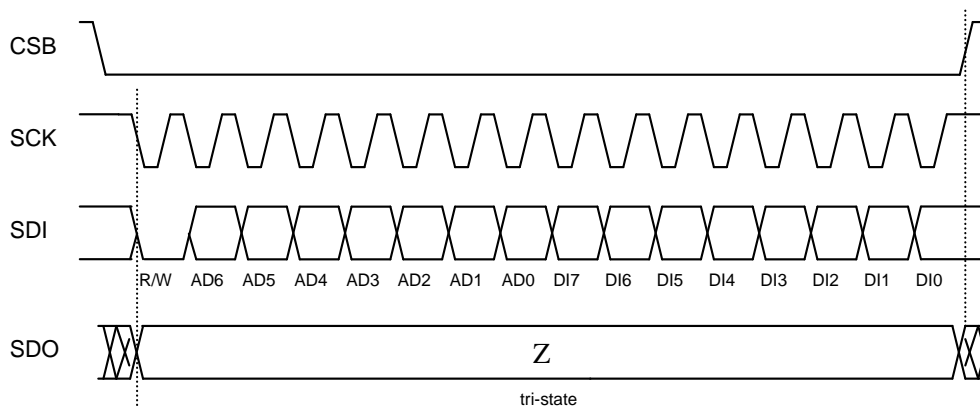 CSB
SCK
SDI
R/W AD6 AD5 AD4 AD3 AD2 AD1 AD0 DI7 DI6 DI5 DI4 DI3 DI2 DI1 DI0
SDO
Z
tri-state